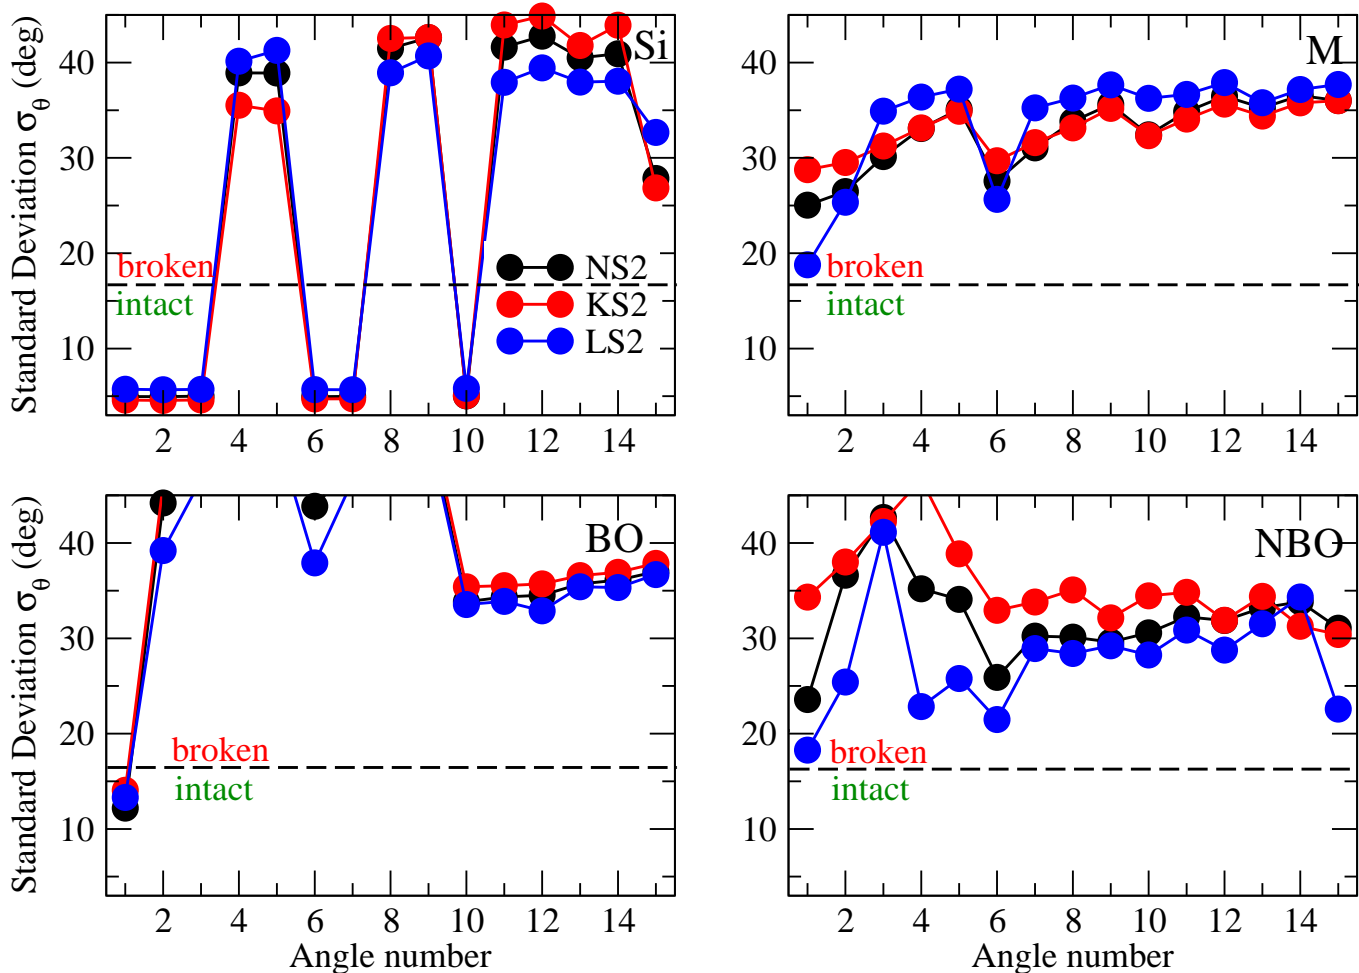 Standard Deviation σθ (deg)
40
30
20
10
Si
broken
intact
NS2
KS2
LS2
2 4 6 8 10 12 14
40
30
20
10
M
broken
intact
2 4 6 8 10 12 14
Standard Deviation σθ (deg)
40
30
20
10
BO
broken
intact
2 4 6 8 10 12 14
Angle number
40
30
20
10
NBO
broken
intact
2 4 6 8 10 12 14
Angle number